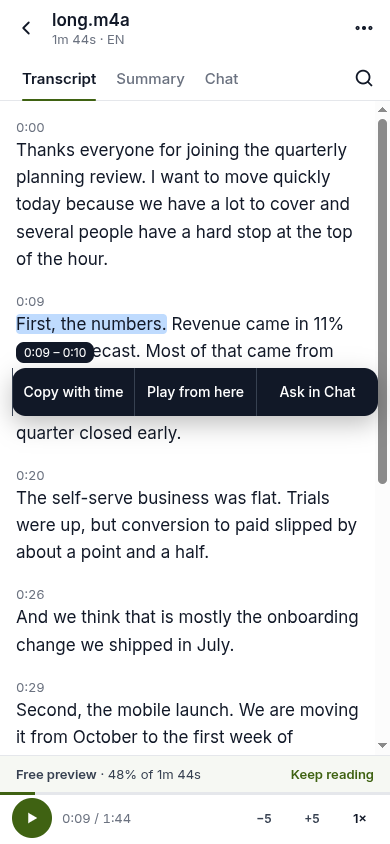 long.m4a
1m 44s · EN
Transcript Summary Chat
0:00
Thanks everyone for joining the quarterly
planning review. I want to move quickly
today because we have a lot to cover and
several people have a hard stop at the top
of the hour.
0:09
First, the numbers. Revenue came in 11%
0:09 – 0:10
ecast. Most of that came from
Copy with time Play from here Ask in Chat
quarter closed early.
0:20
The self-serve business was flat. Trials
were up, but conversion to paid slipped by
about a point and a half.
0:26
And we think that is mostly the onboarding
change we shipped in July.
0:29
Second, the mobile launch. We are moving
it from October to the first week of
Free preview · 48% of 1m 44s Keep reading
0:09 / 1:44 −5 +5 1×